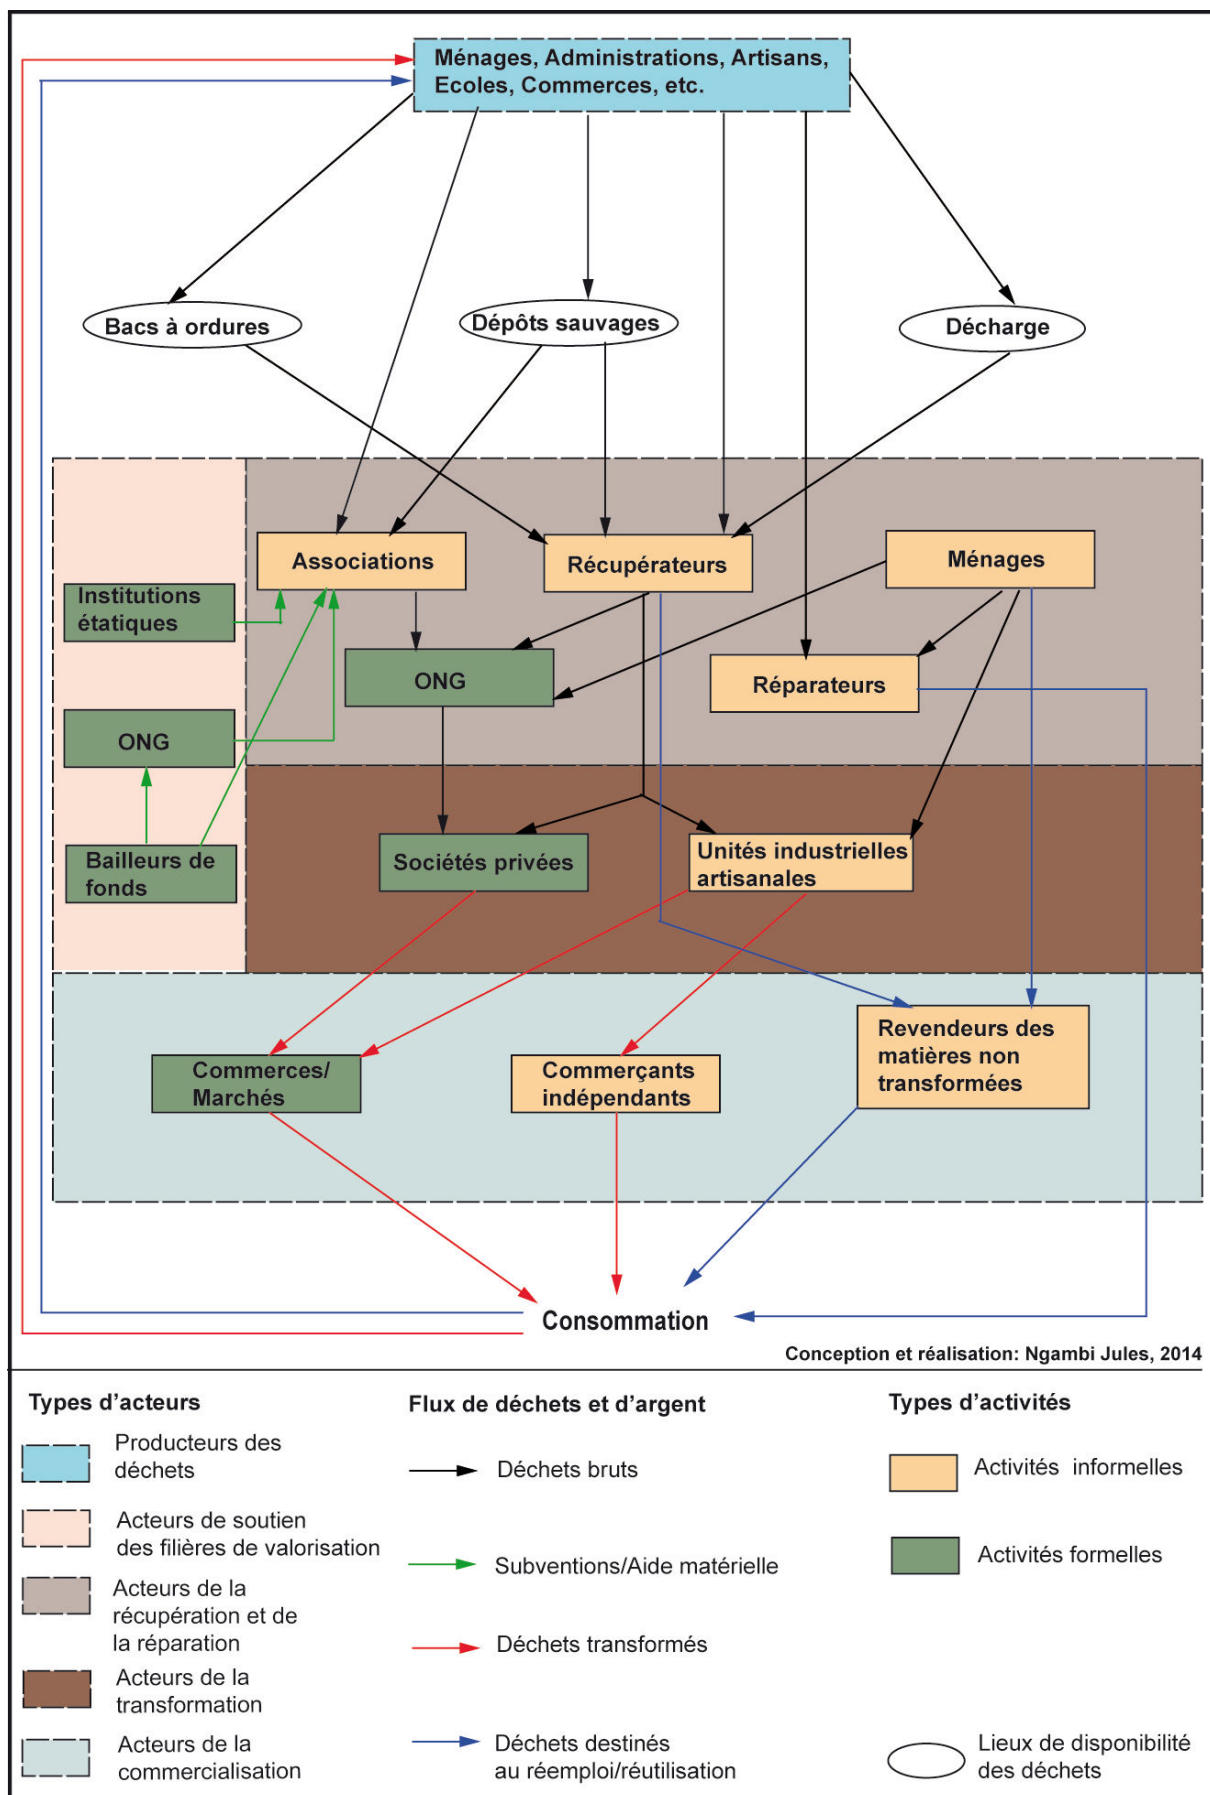 Ménages, Administrations, Artisans,
Ecoles, Commerces, etc.
Bacs à ordures
Dépôts sauvages
Décharge
Associations
Récupérateurs
Ménages
Institutions
étatiques
ONG
Réparateurs
ONG
Bailleurs de
fonds
Sociétés privées
Unités industrielles
artisanales
Revendeurs des
matières non
transformées
Commerces/
Marchés
Commerçants
indépendants
Consommation
Conception et réalisation: Ngambi Jules, 2014
Types d'acteurs
Producteurs des
déchets
Acteurs de soutien
des filières de valorisation
Acteurs de la
récupération et de
la réparation
Acteurs de la
transformation
Acteurs de la
commercialisation
Flux de déchets et d'argent
Déchets bruts
Subventions/Aide matérielle
Déchets transformés
Déchets destinés
au réemploi/réutilisation
Types d'activités
Activités informelles
Activités formelles
Lieux de disponibilité
des déchets